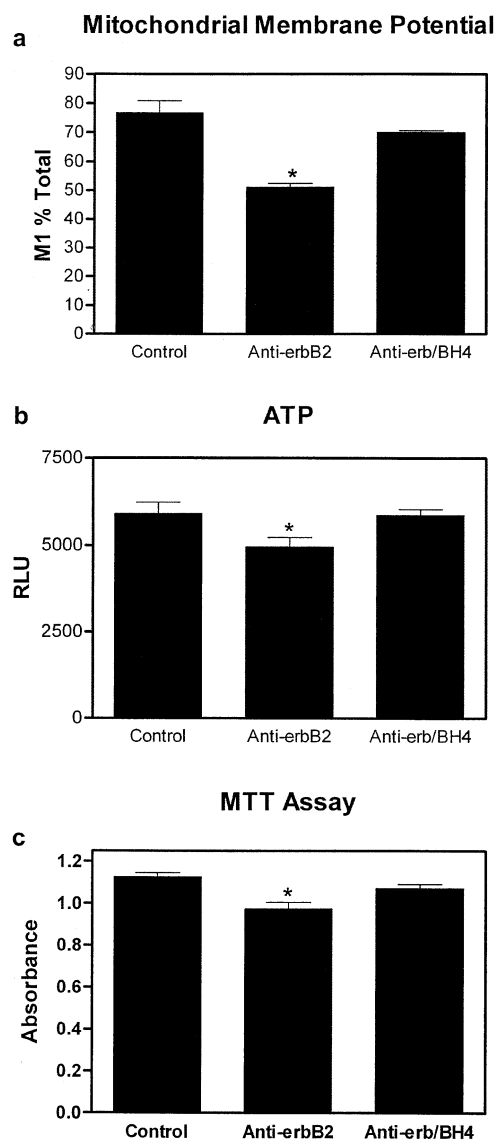 Mitochondrial Membrane Potential
a
90
80
70
60
50
40
30
20
10
0
M1 % Total
*
Control Anti-erbB2 Anti-erb/BH4
b
ATP
7500
5000
2500
0
RLU
*
Control Anti-erbB2 Anti-erb/BH4
MTT Assay
c
1.2
1.0
0.8
0.6
0.4
0.2
0.0
Absorbance
*
Control Anti-erbB2 Anti-erb/BH4